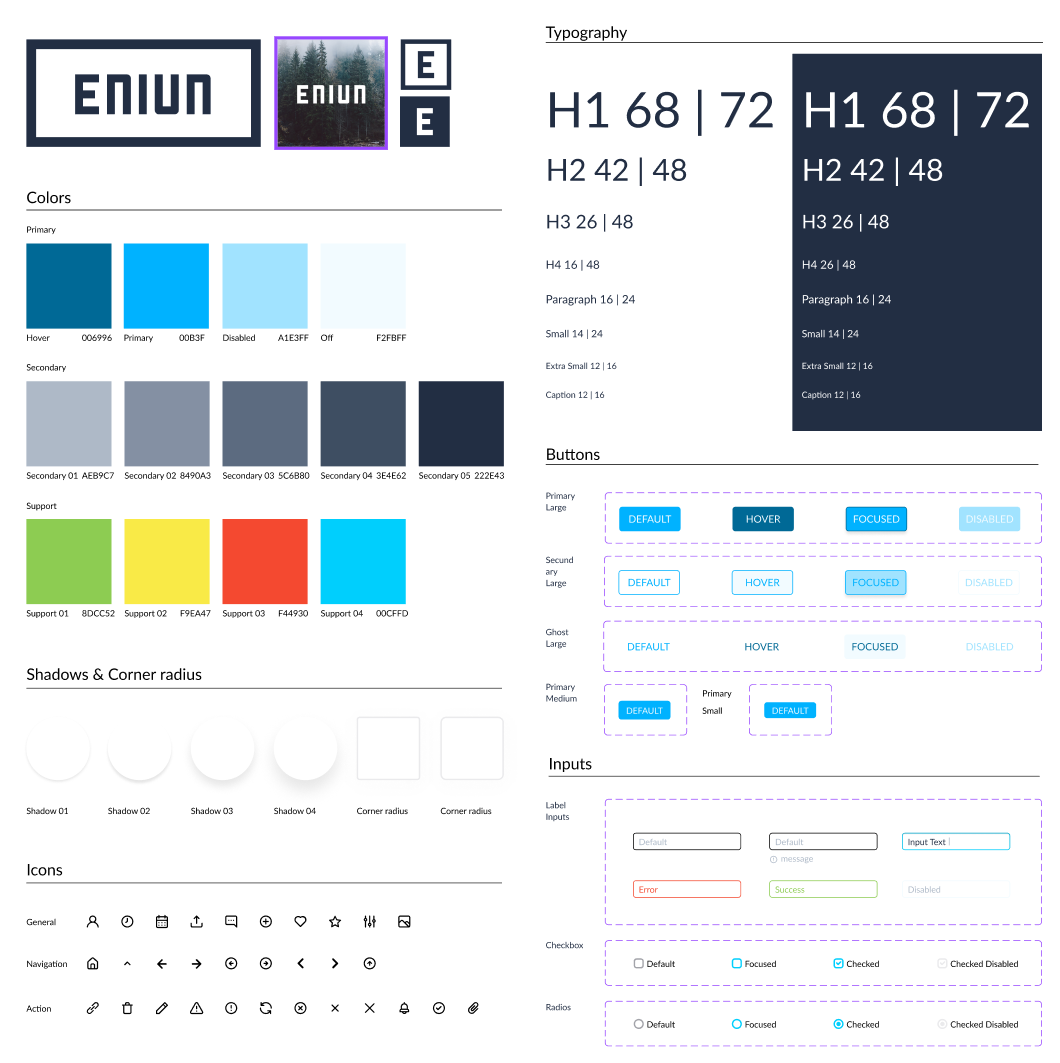 ENIUN
ENIUN
E
E
Colors
Primary
Hover 006996 Primary 00B3F Disabled A1E3FF Off F2FBFF
Secondary
Secondary 01 AEB9C7 Secondary 02 8490A3 Secondary 03 5C6B80 Secondary 04 3E4E62 Secondary 05 222E43
Support
Support 01 8DCC52 Support 02 F9EA47 Support 03 F44930 Support 04 00CFFD
Shadows & Corner radius
Shadow 01 Shadow 02 Shadow 03 Shadow 04 Corner radius Corner radius
Icons
General
Navigation
Action
Typography
H1 68 | 72 H1 68 | 72
H2 42 | 48 H2 42 | 48
H3 26 | 48 H3 26 | 48
H4 16 | 48 H4 26 | 48
Paragraph 16 | 24 Paragraph 16 | 24
Small 14 | 24 Small 14 | 24
Extra Small 12 | 16 Extra Small 12 | 16
Caption 12 | 16 Caption 12 | 16
Buttons
Primary
Large
DEFAULT HOVER FOCUSED DISABLED
Secund
ary
Large
DEFAULT HOVER FOCUSED DISABLED
Ghost
Large
DEFAULT HOVER FOCUSED DISABLED
Primary
Medium
DEFAULT
Primary
Small
DEFAULT
Inputs
Label
Inputs
Default Default Input Text
message
Error Success Disabled
Checkbox
Default Focused Checked Checked Disabled
Radios
Default Focused Checked Checked Disabled